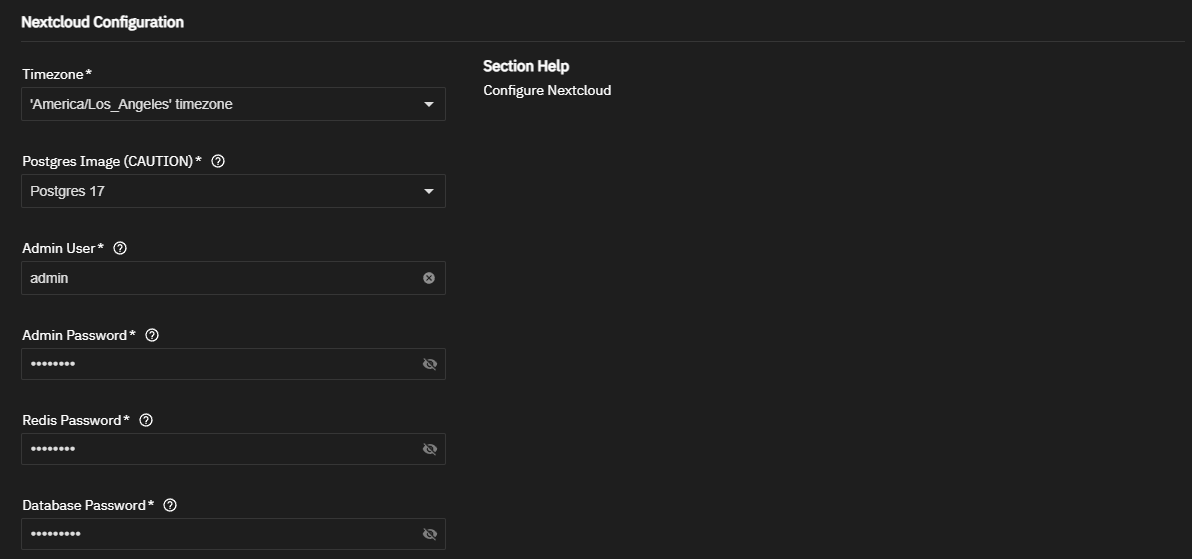 Nextcloud Configuration
Timezone*
'America/Los_Angeles' timezone
Postgres Image (CAUTION)*
Postgres 17
Admin User*
admin
Admin Password*
••••••••
Redis Password*
••••••••
Database Password*
•••••••••
Section Help
Configure Nextcloud